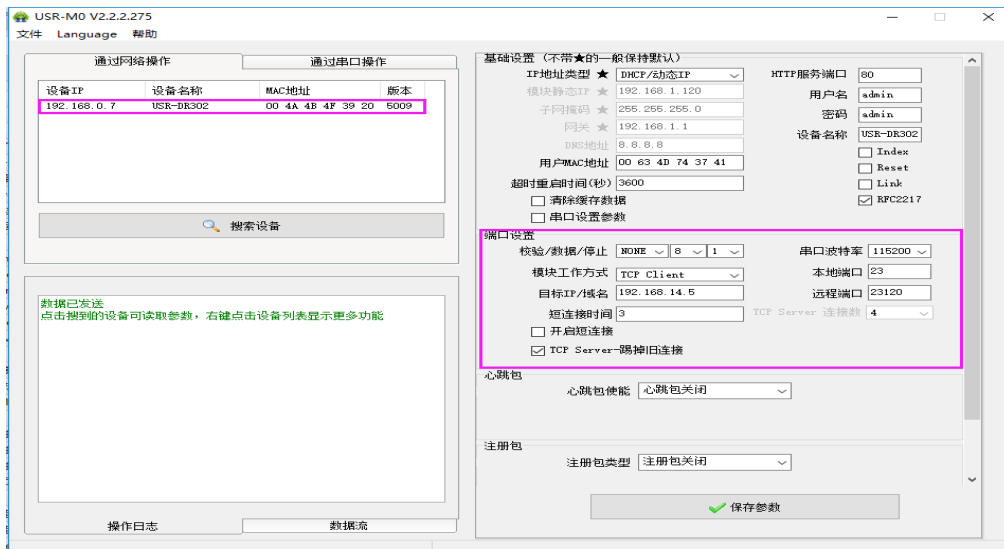 USR-M0 V2.2.2.275
文件 Language 帮助
通过网络操作 通过串口操作
设备IP 设备名称 MAC地址 版本
192.168.0.7 USR-DR302 00 4A 4B 4F 39 20 5009
搜索设备
数据已发送
点击搜到的设备可读取参数，右键点击设备列表显示更多功能
操作日志 数据流
基础设置（不带★的一般保持默认）
IP地址类型 ★ DHCP/动态IP HTTP服务端口 80
模块静态IP ★ 192.168.1.120 用户名 admin
子网掩码 ★ 255.255.255.0 密码 admin
网关 ★ 192.168.1.1 设备名称 USR-DR302
DNS地址 8.8.8.8 Index
用户MAC地址 00 63 4D 74 37 41 Reset
超时重启时间(秒) 3600 Link
清除缓存数据 RFC2217
串口设置参数
端口设置
校验/数据/停止 NONE 8 1 串口波特率 115200
模块工作方式 TCP Client 本地端口 23
目标IP/域名 192.168.14.5 远程端口 23120
短连接时间 3 TCP Server 连接数 4
开启短连接
TCP Server-踢掉旧连接
心跳包
心跳包使能 心跳包关闭
注册包
注册包类型 注册包关闭
保存参数